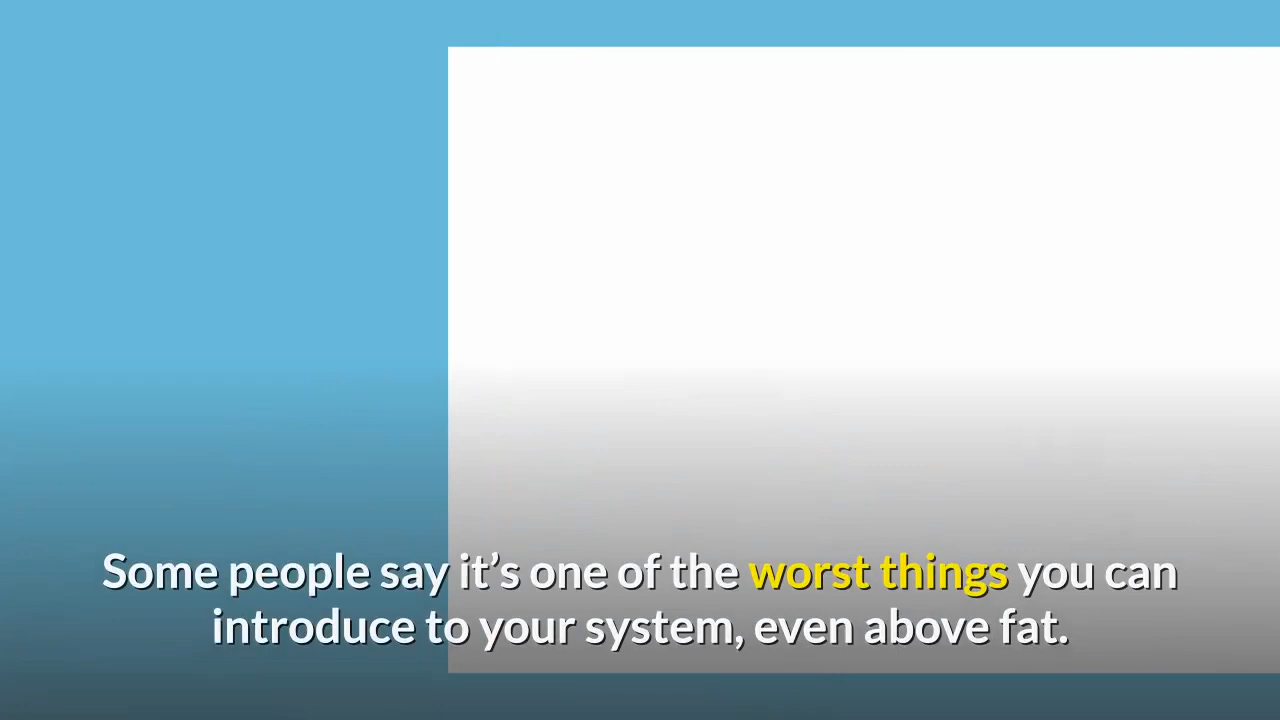 Some people say it’s one of the worst things you can
introduce to your system, even above fat.